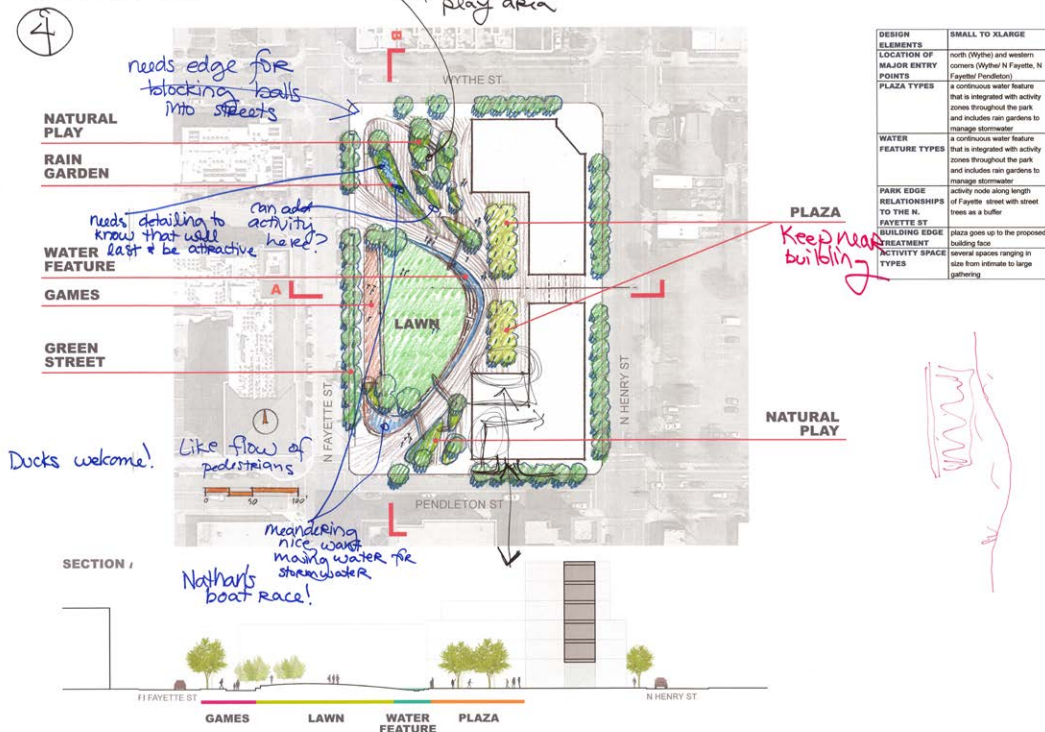 4
play area
needs edge for
blocking balls
into streets
WYTHE ST
B
NATURAL
PLAY
RAIN
GARDEN
needs detailing to
know that will
last & be attractive
can add
activity
here?
WATER
FEATURE
A
GAMES
LAWN
GREEN
STREET
PLAZA
Keep near
building
N FAYETTE ST
N HENRY ST
NATURAL
PLAY
Ducks welcome!
Like flow of
pedestrians
0 50 100'
PENDLETON ST
meandering
nice want
moving water for
stormwater
Nathan's
boat race!
SECTION
FAYETTE ST
N HENRY ST
GAMES
LAWN
WATER
FEATURE
PLAZA
DESIGN
ELEMENTS
SMALL TO XLARGE
LOCATION OF
MAJOR ENTRY
POINTS
north (Wythe) and western
corners (Wythe/ N Fayette, N
Fayette/ Pendleton)
PLAZA TYPES
a continuous water feature
that is integrated with activity
zones throughout the park
and includes rain gardens to
manage stormwater
WATER
FEATURE TYPES
a continuous water feature
that is integrated with activity
zones throughout the park
and includes rain gardens to
manage stormwater
PARK EDGE
RELATIONSHIPS
TO THE N.
FAYETTE ST
activity node along length
of Fayette street with street
trees as a buffer
BUILDING EDGE
TREATMENT
plaza goes up to the proposed
building face
ACTIVITY SPACE
TYPES
several spaces ranging in
size from intimate to large
gathering